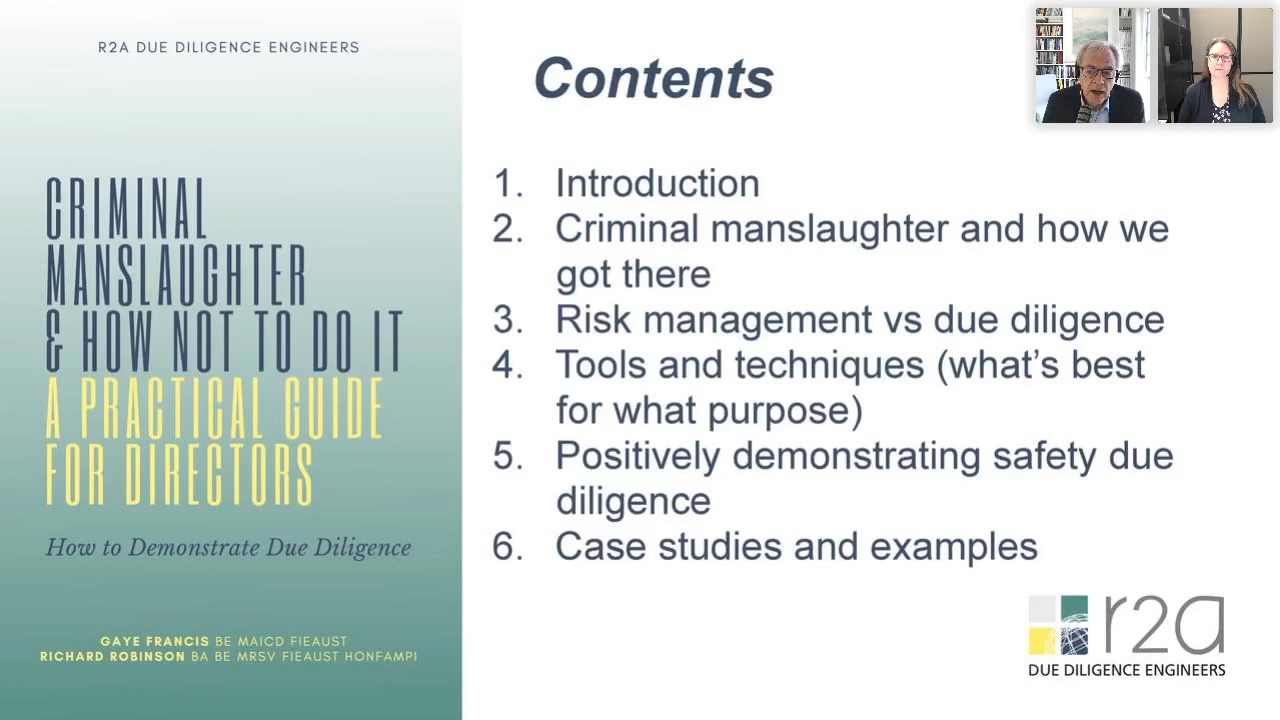 R2A DUE DILIGENCE ENGINEERS
CRIMINAL
MANSLAUGHTER
& HOW NOT TO DO IT
A PRACTICAL GUIDE
FOR DIRECTORS
How to Demonstrate Due Diligence
GAYE FRANCIS BE MAICD FIEAUST
RICHARD ROBINSON BA BE MRSV FIEAUST HONFAMPI
Contents
1. Introduction
2. Criminal manslaughter and how we
got there
3. Risk management vs due diligence
4. Tools and techniques (what’s best
for what purpose)
5. Positively demonstrating safety due
diligence
6. Case studies and examples
r2a
DUE DILIGENCE ENGINEERS